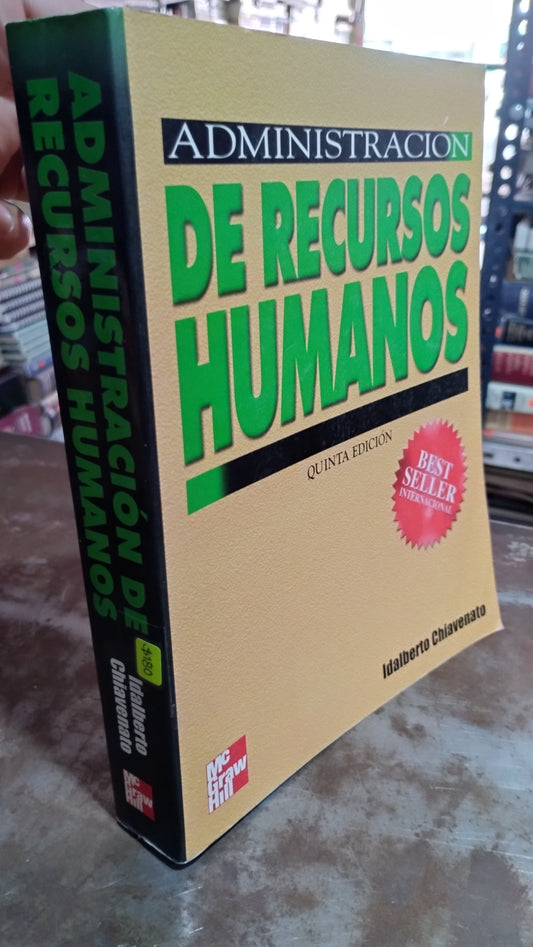 ADMINISTRACION
DE RECURSOS
HUMANOS
QUINTA EDICIÓN
BEST
SELLER
INTERNACIONAL
Idalberto Chiavenato
Mc
Graw
Hill
ADMINISTRACIÓN DE
RECURSOS HUMANOS
$180
Idalberto
Chiavenato
Mc
Graw
Hill